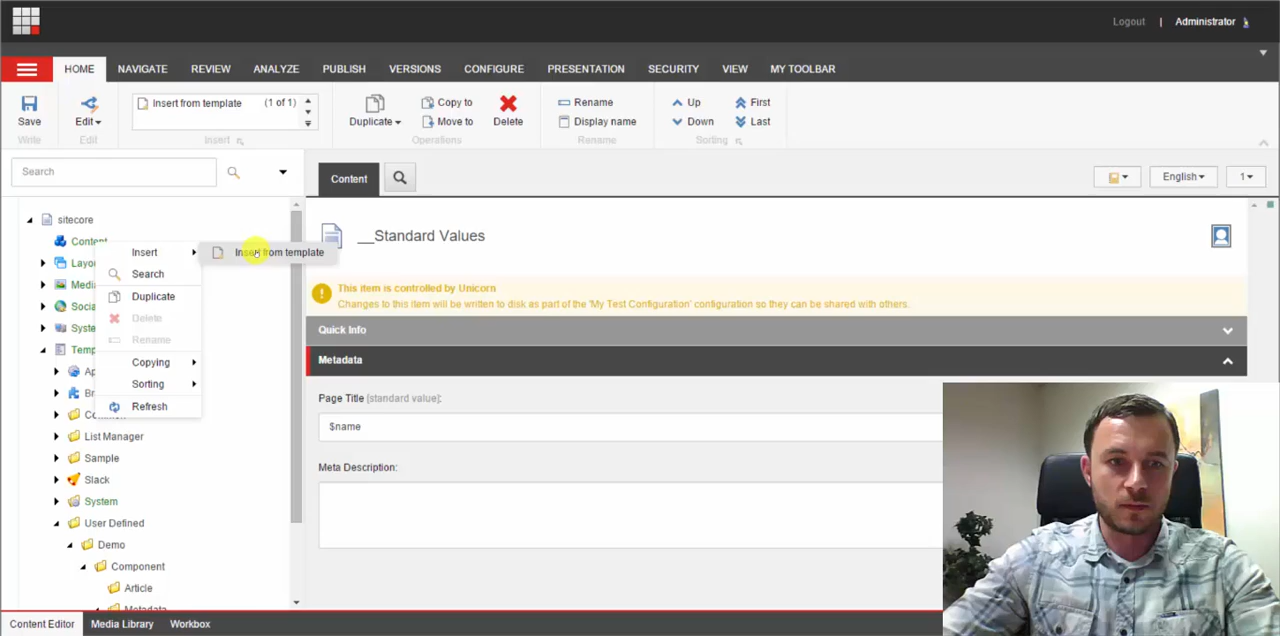 Logout | Administrator
HOME NAVIGATE REVIEW ANALYZE PUBLISH VERSIONS CONFIGURE PRESENTATION SECURITY VIEW MY TOOLBAR
Insert from template (1 of 1)
Copy to
Rename
Up
First
Save
Edit
Duplicate
Move to
Delete
Display name
Down
Last
Write
Edit
Insert
Operations
Rename
Sorting
Search
Content
English
1
sitecore
__Standard Values
Content
Insert
Insert from template
Search
This item is controlled by Unicorn
Duplicate
Changes to this item will be written to disk as part of the 'My Test Configuration' configuration so they can be shared with others.
Delete
Quick Info
Rename
Metadata
Copying
Sorting
Page Title [standard value]:
Refresh
$name
List Manager
Sample
Meta Description:
Slack
System
User Defined
Demo
Component
Article
Metadata
Content Editor Media Library Workbox